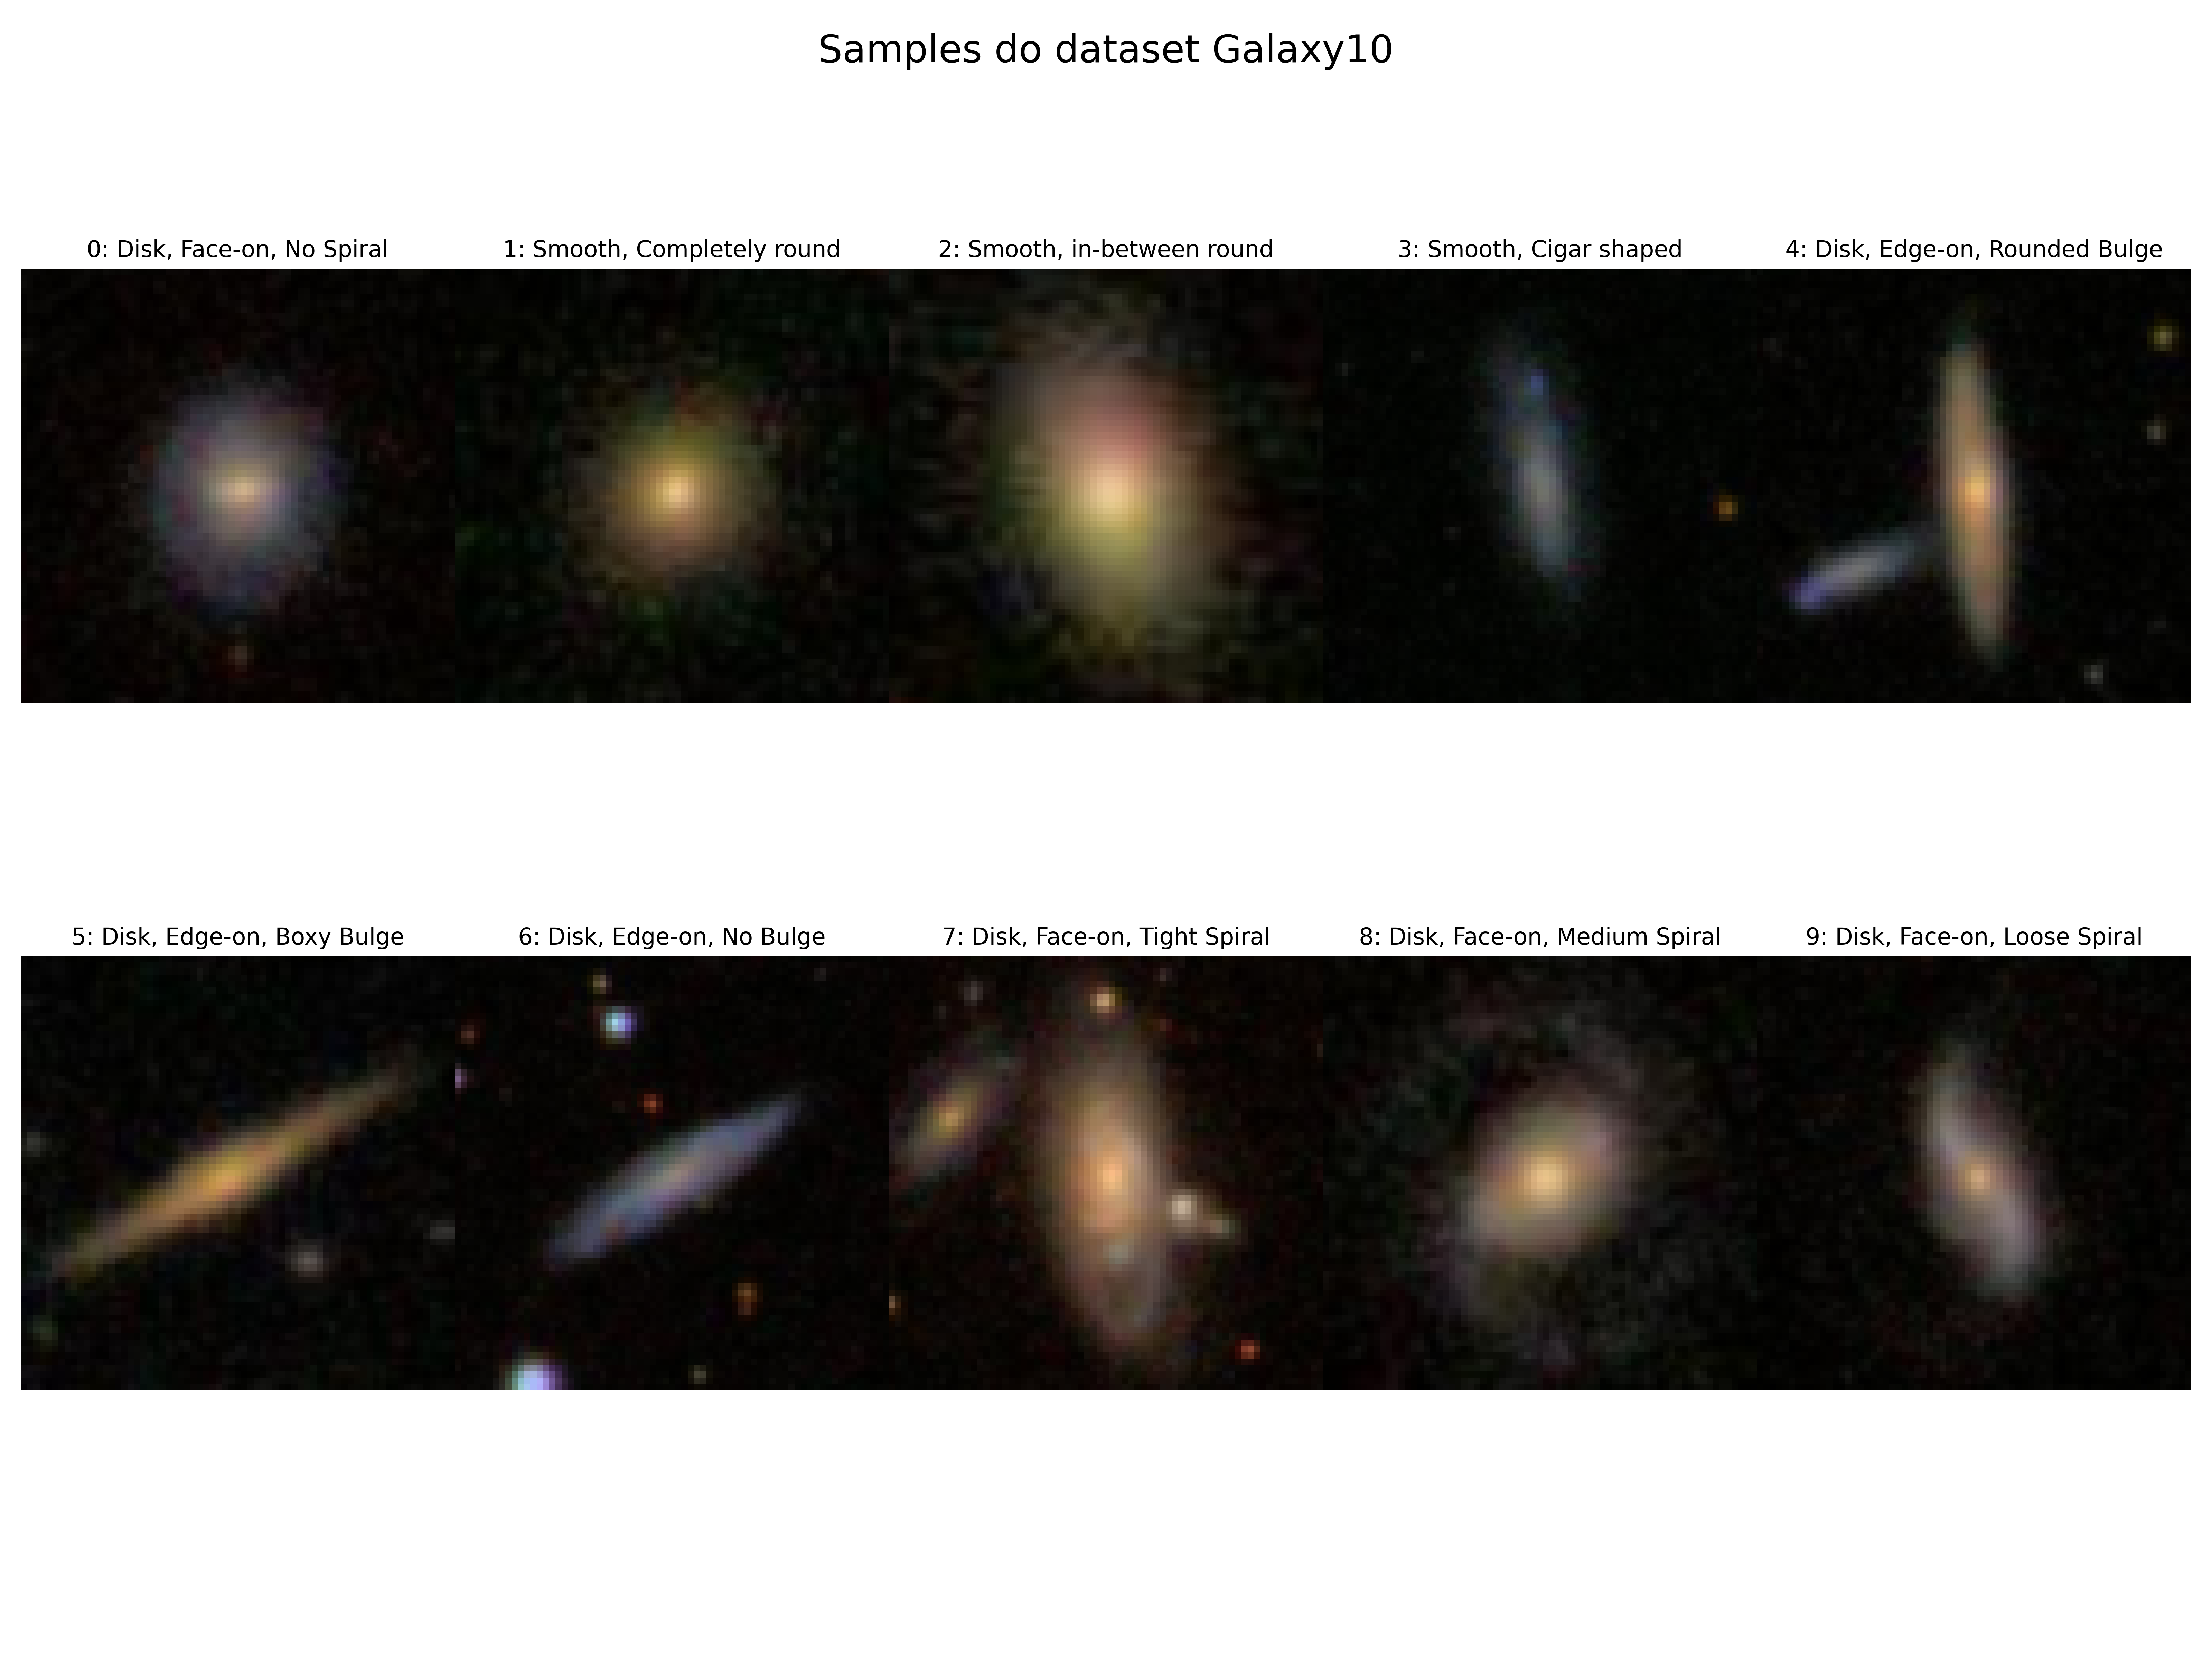 Samples do dataset Galaxy10
0: Disk, Face-on, No Spiral
1: Smooth, Completely round
2: Smooth, in-between round
3: Smooth, Cigar shaped
4: Disk, Edge-on, Rounded Bulge
5: Disk, Edge-on, Boxy Bulge
6: Disk, Edge-on, No Bulge
7: Disk, Face-on, Tight Spiral
8: Disk, Face-on, Medium Spiral
9: Disk, Face-on, Loose Spiral